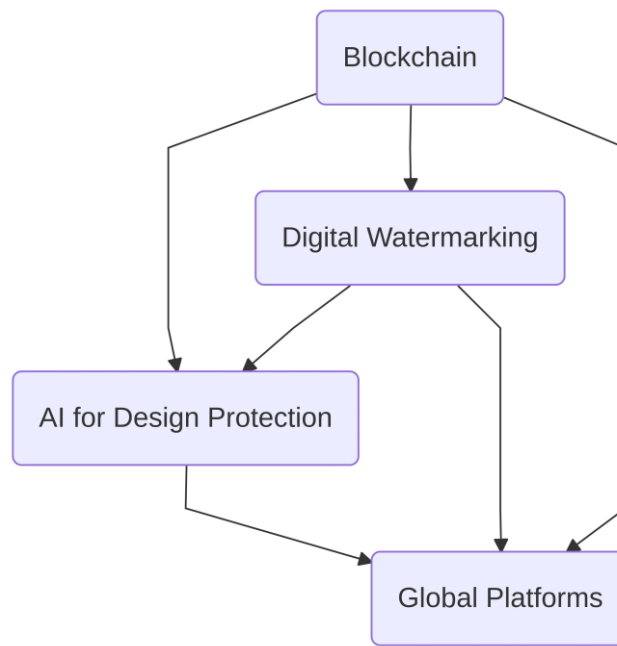 Blockchain
Digital Watermarking
AI for Design Protection
Global Platforms